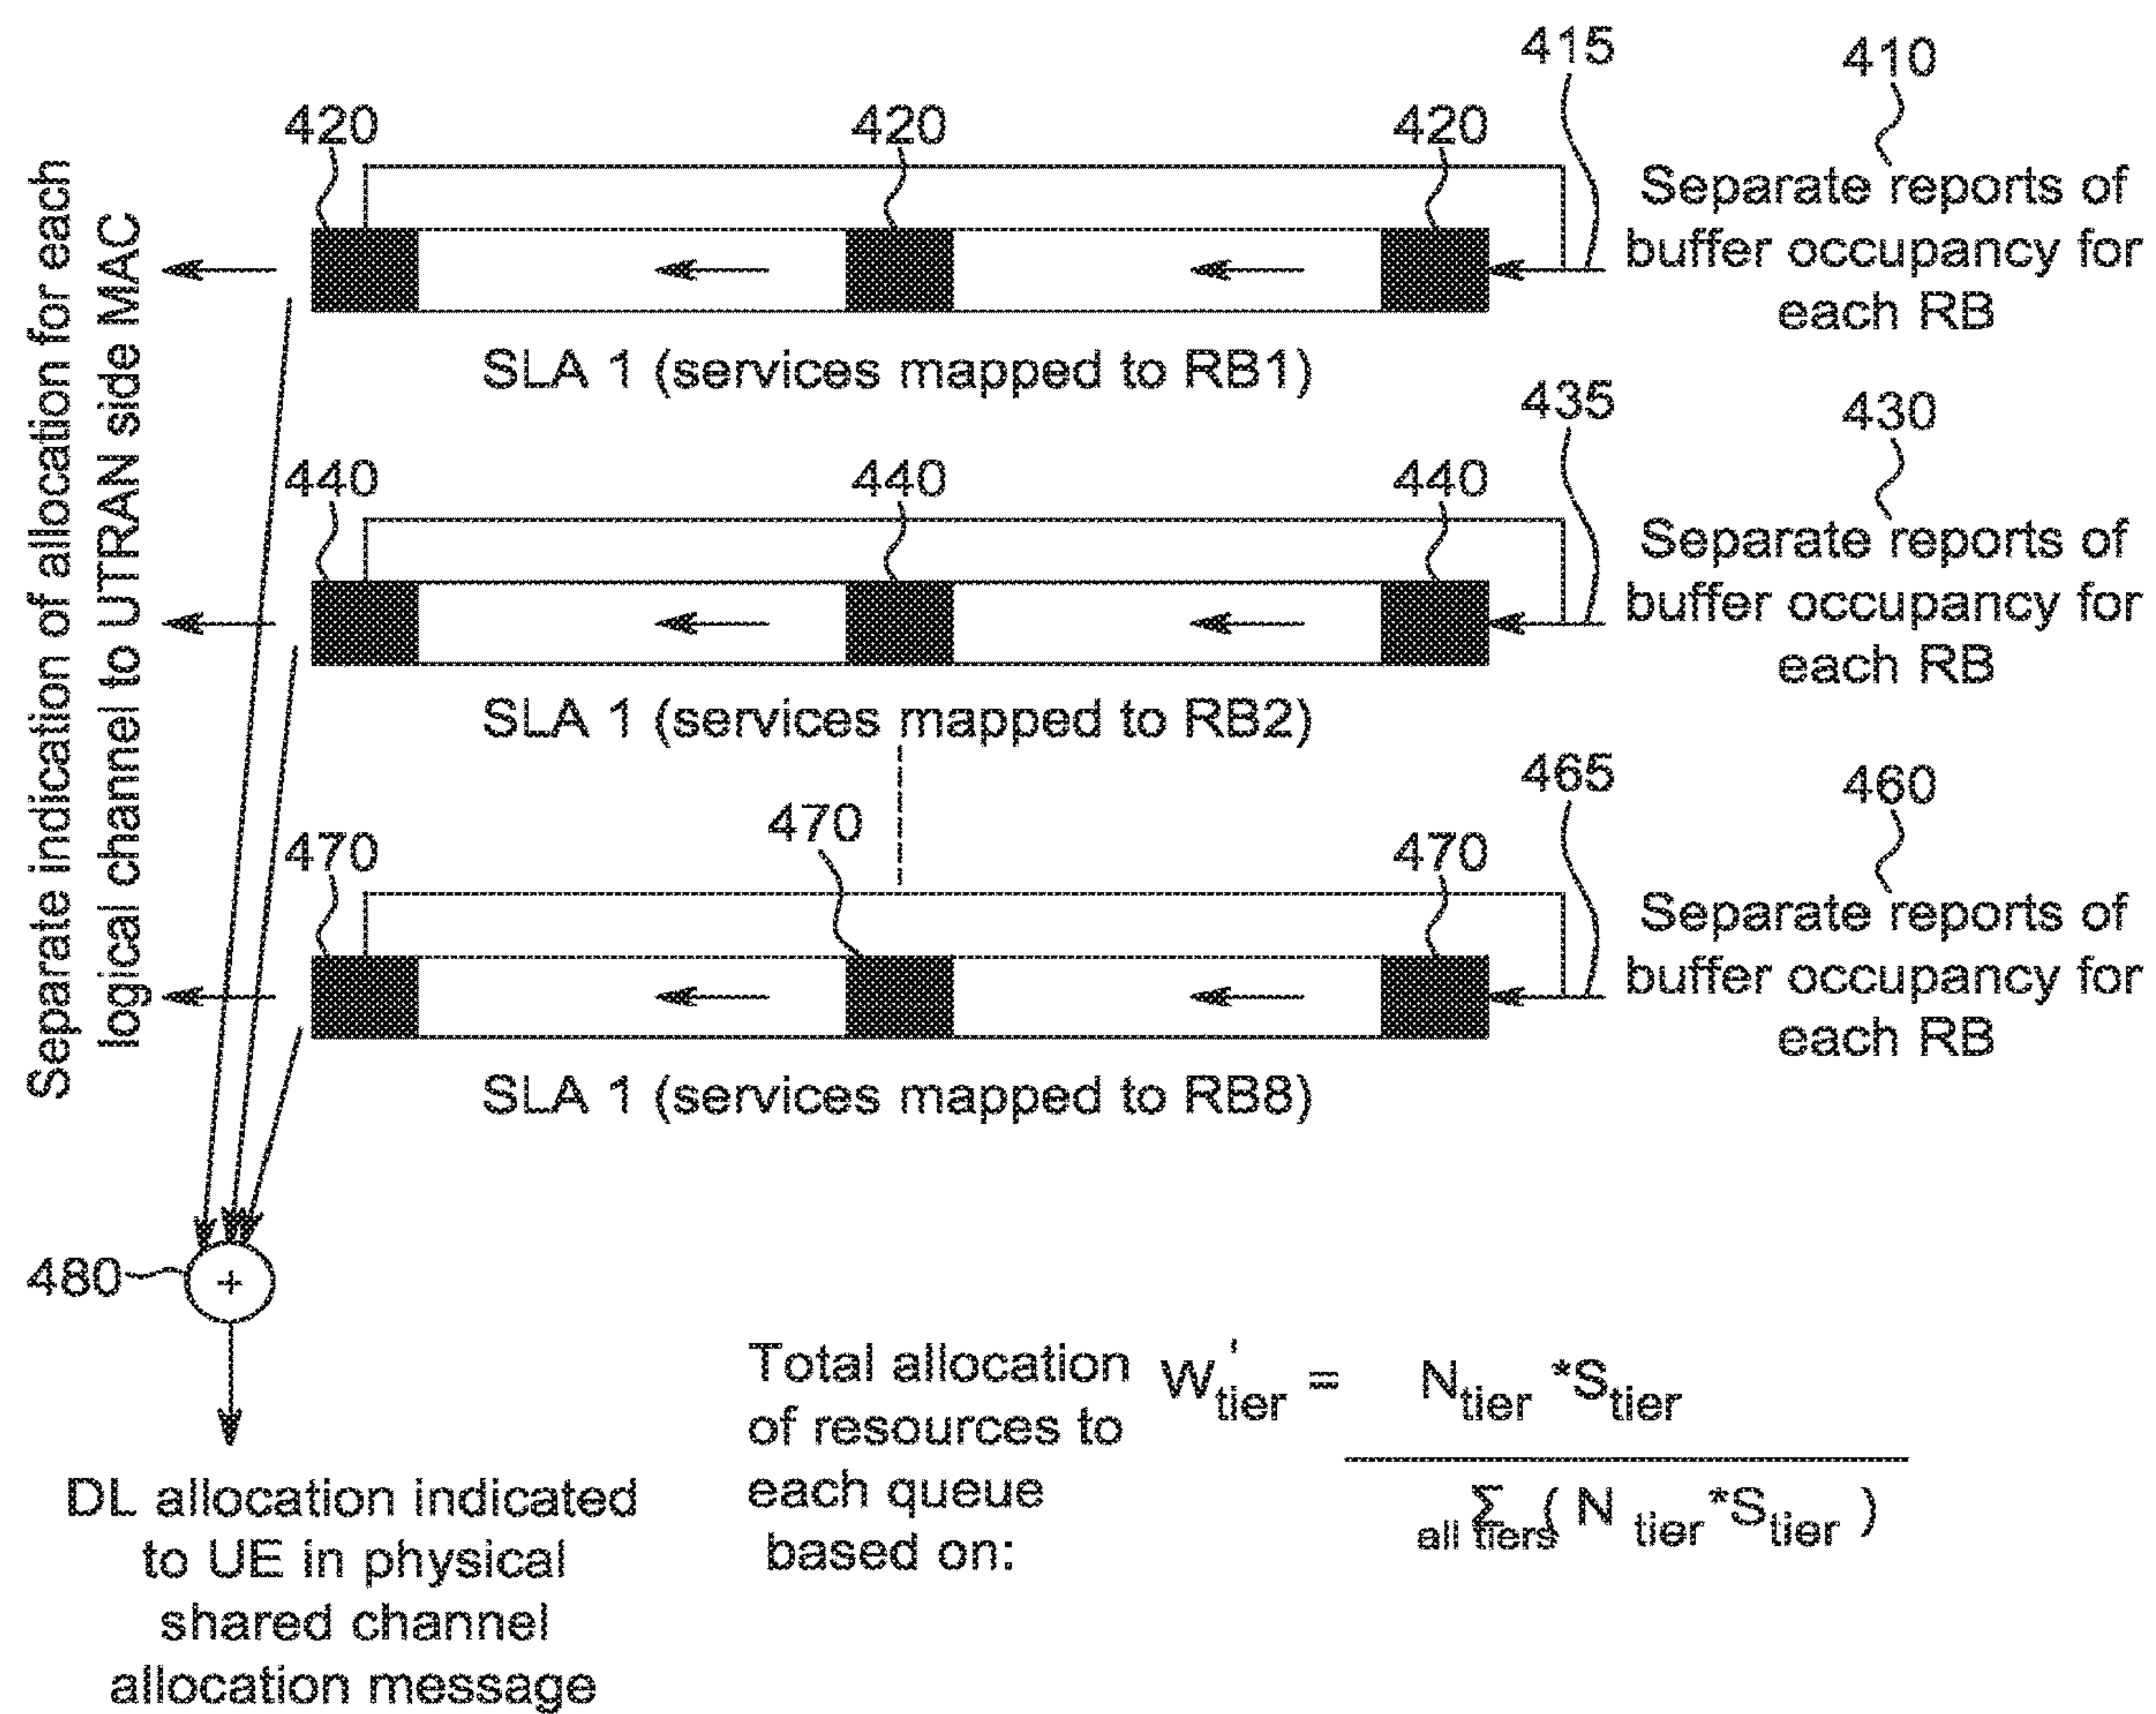 415
410
420
420
420
Separate reports of
buffer occupancy for
each RB
SLA 1 (services mapped to RB1)
435
430
440
440
440
Separate reports of
buffer occupancy for
each RB
SLA 1 (services mapped to RB2)
465
460
470
470
470
Separate reports of
buffer occupancy for
each RB
SLA 1 (services mapped to RB8)
Separate indication of allocation for each
logical channel to UTRAN side MAC
480
+
DL allocation indicated
to UE in physical
shared channel
allocation message
Total allocation
of resources to
each queue
based on:
W'tier = Ntier *Stier
Σ ( N tier *Stier )
all tiers